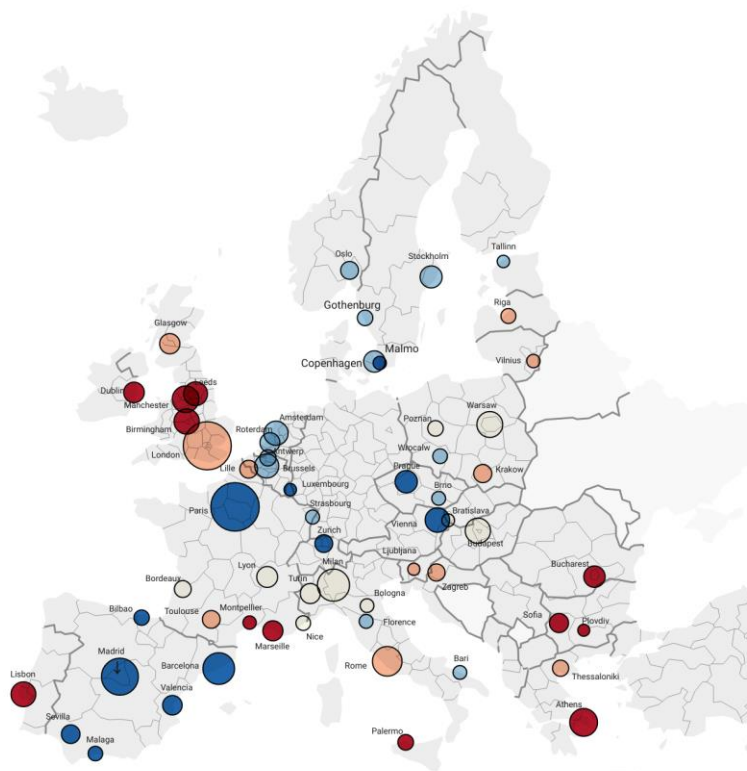 Oslo
Stockholm
Tallinn
Gothenburg
Riga
Glasgow
Malmo
Copenhagen
Vilnius
Dublin
Leeds
Manchester
Birmingham
Amsterdam
Roterdam
London
Antwerp
Lille
Brussels
Poznan
Warsaw
Wrocalw
Prague
Krakow
Luxembourg
Brno
Paris
Strasbourg
Bratislava
Vienna
Zurich
Budapest
Ljubljana
Milan
Lyon
Turin
Zagreb
Bucharest
Bordeaux
Bologna
Bilbao
Toulouse
Montpellier
Nice
Florence
Marseille
Sofia
Plovdiv
Madrid
Barcelona
Rome
Bari
Thessaloniki
Lisbon
Valencia
Sevilla
Malaga
Palermo
Athens